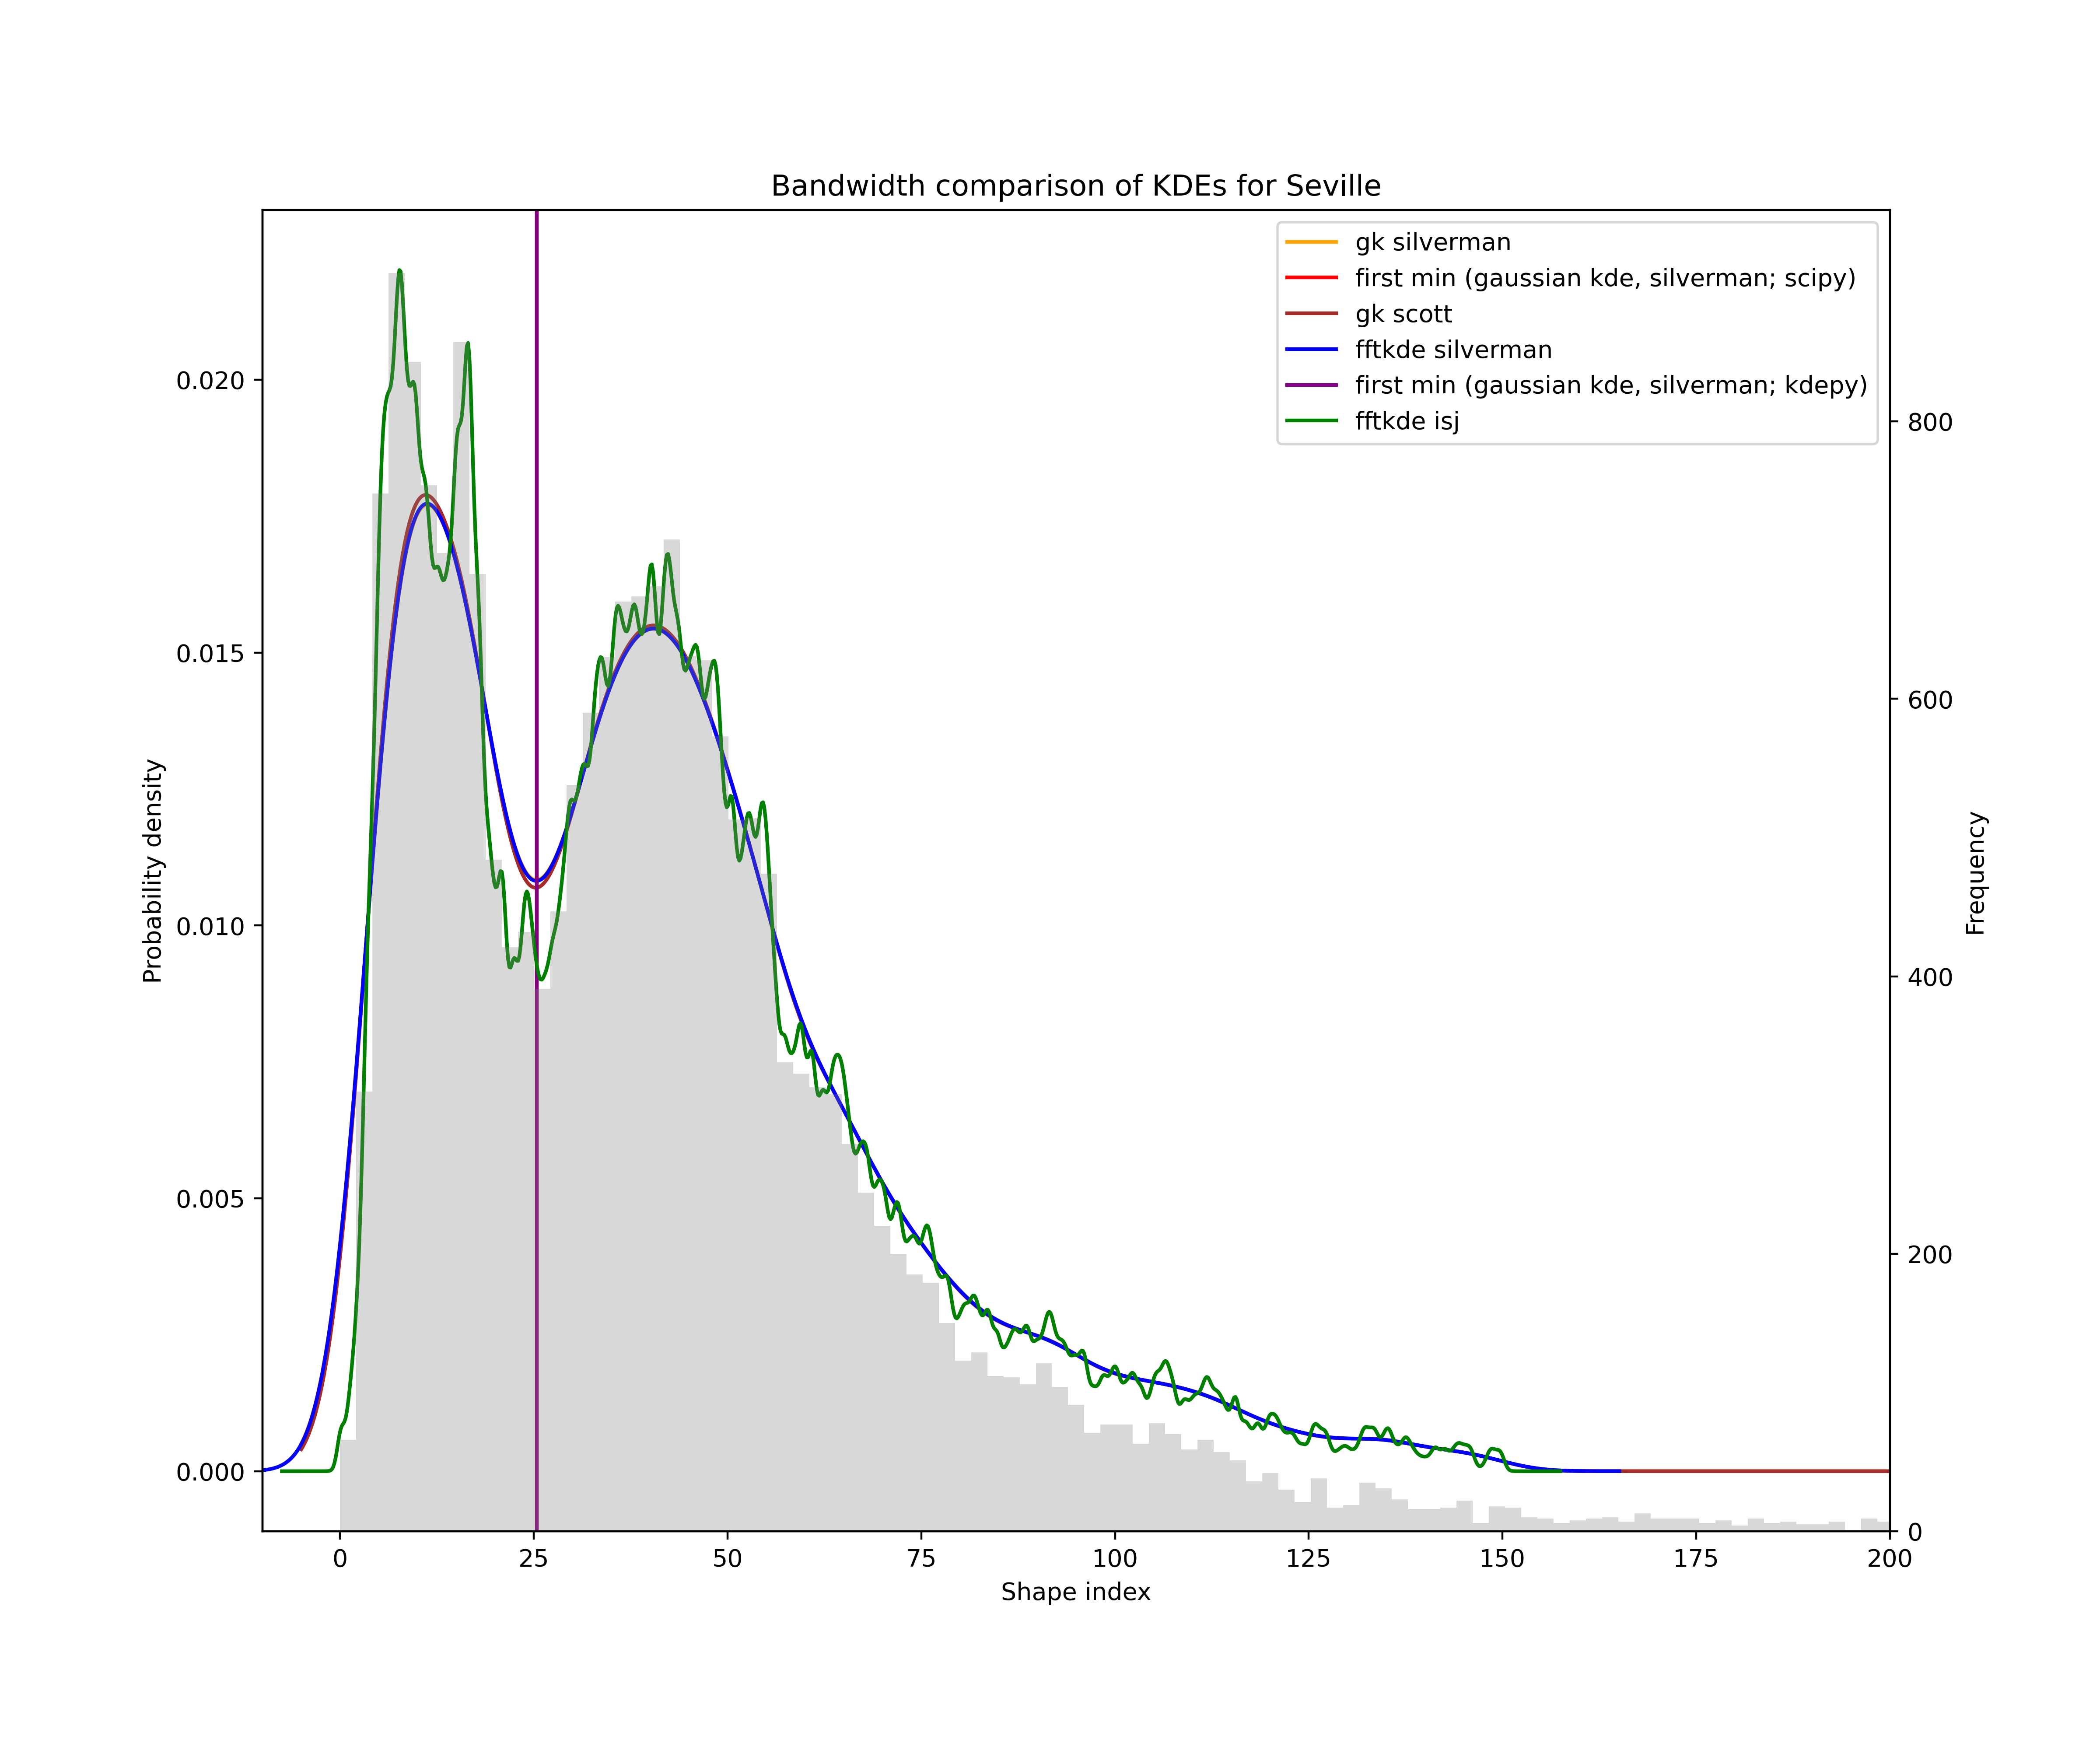 Bandwidth comparison of KDEs for Seville
gk silverman
first min (gaussian kde, silverman; scipy)
gk scott
fftkde silverman
first min (gaussian kde, silverman; kdepy)
fftkde isj
Probability density
0.020
0.015
0.010
0.005
0.000
Frequency
800
600
400
200
0
0 25 50 75 100 125 150 175 200
Shape index